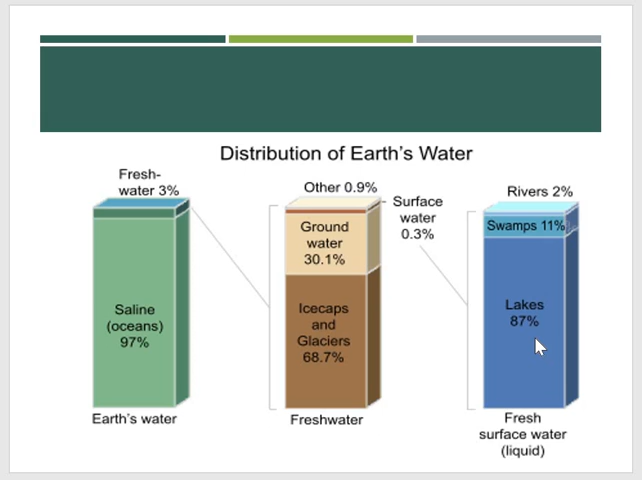 Distribution of Earth's Water
Fresh-
water 3%
Saline
(oceans)
97%
Earth's water
Other 0.9%
Surface
water
0.3%
Ground
water
30.1%
Icecaps
and
Glaciers
68.7%
Freshwater
Rivers 2%
Swamps 11%
Lakes
87%
Fresh
surface water
(liquid)